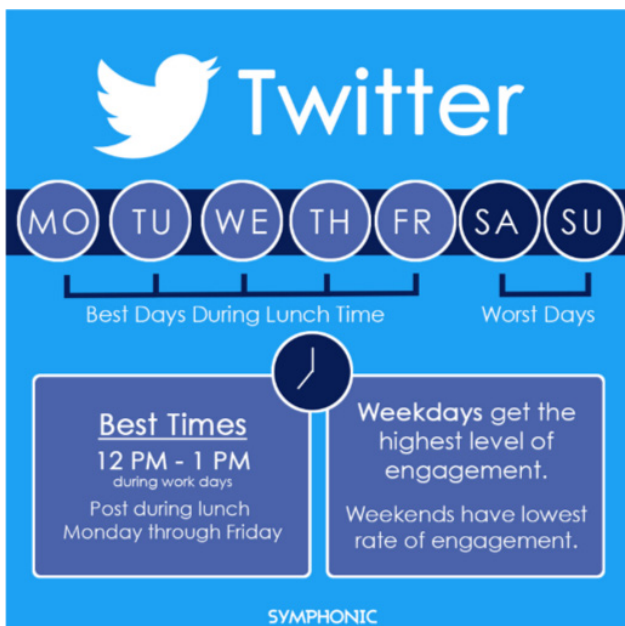 Twitter
MO TU WE TH FR SA SU
Best Days During Lunch Time
Worst Days
Best Times
12 PM - 1 PM
during work days
Post during lunch
Monday through Friday
Weekdays get the
highest level of
engagement.
Weekends have lowest
rate of engagement.
SYMPHONIC